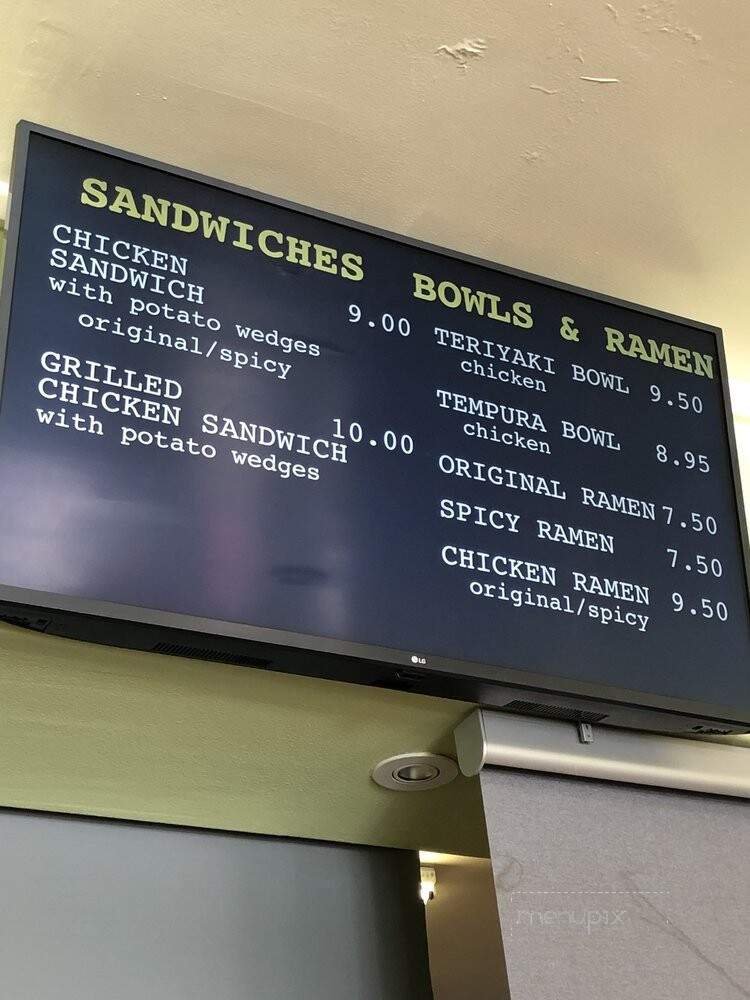 SANDWICHES
CHICKEN
SANDWICH 9.00
with potato wedges
original/spicy
GRILLED
CHICKEN SANDWICH 10.00
with potato wedges
BOWLS & RAMEN
TERIYAKI BOWL 9.50
chicken
TEMPURA BOWL 8.95
chicken
ORIGINAL RAMEN 7.50
SPICY RAMEN 7.50
CHICKEN RAMEN 9.50
original/spicy
LG
menupix